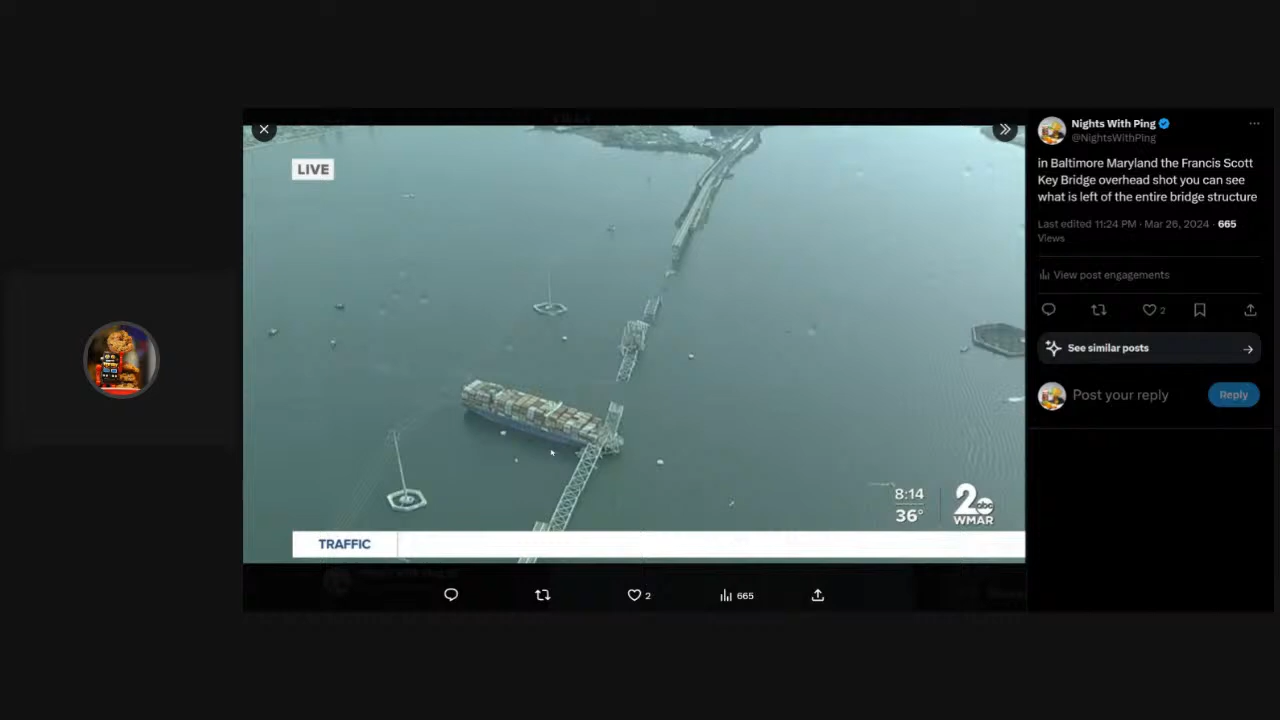 LIVE
8:14
36°
2 abc
WMAR
TRAFFIC
2
665
Nights With Ping
@NightsWithPing
in Baltimore Maryland the Francis Scott
Key Bridge overhead shot you can see
what is left of the entire bridge structure
Last edited 11:24 PM · Mar 26, 2024 · 665
Views
View post engagements
2
See similar posts
Post your reply
Reply